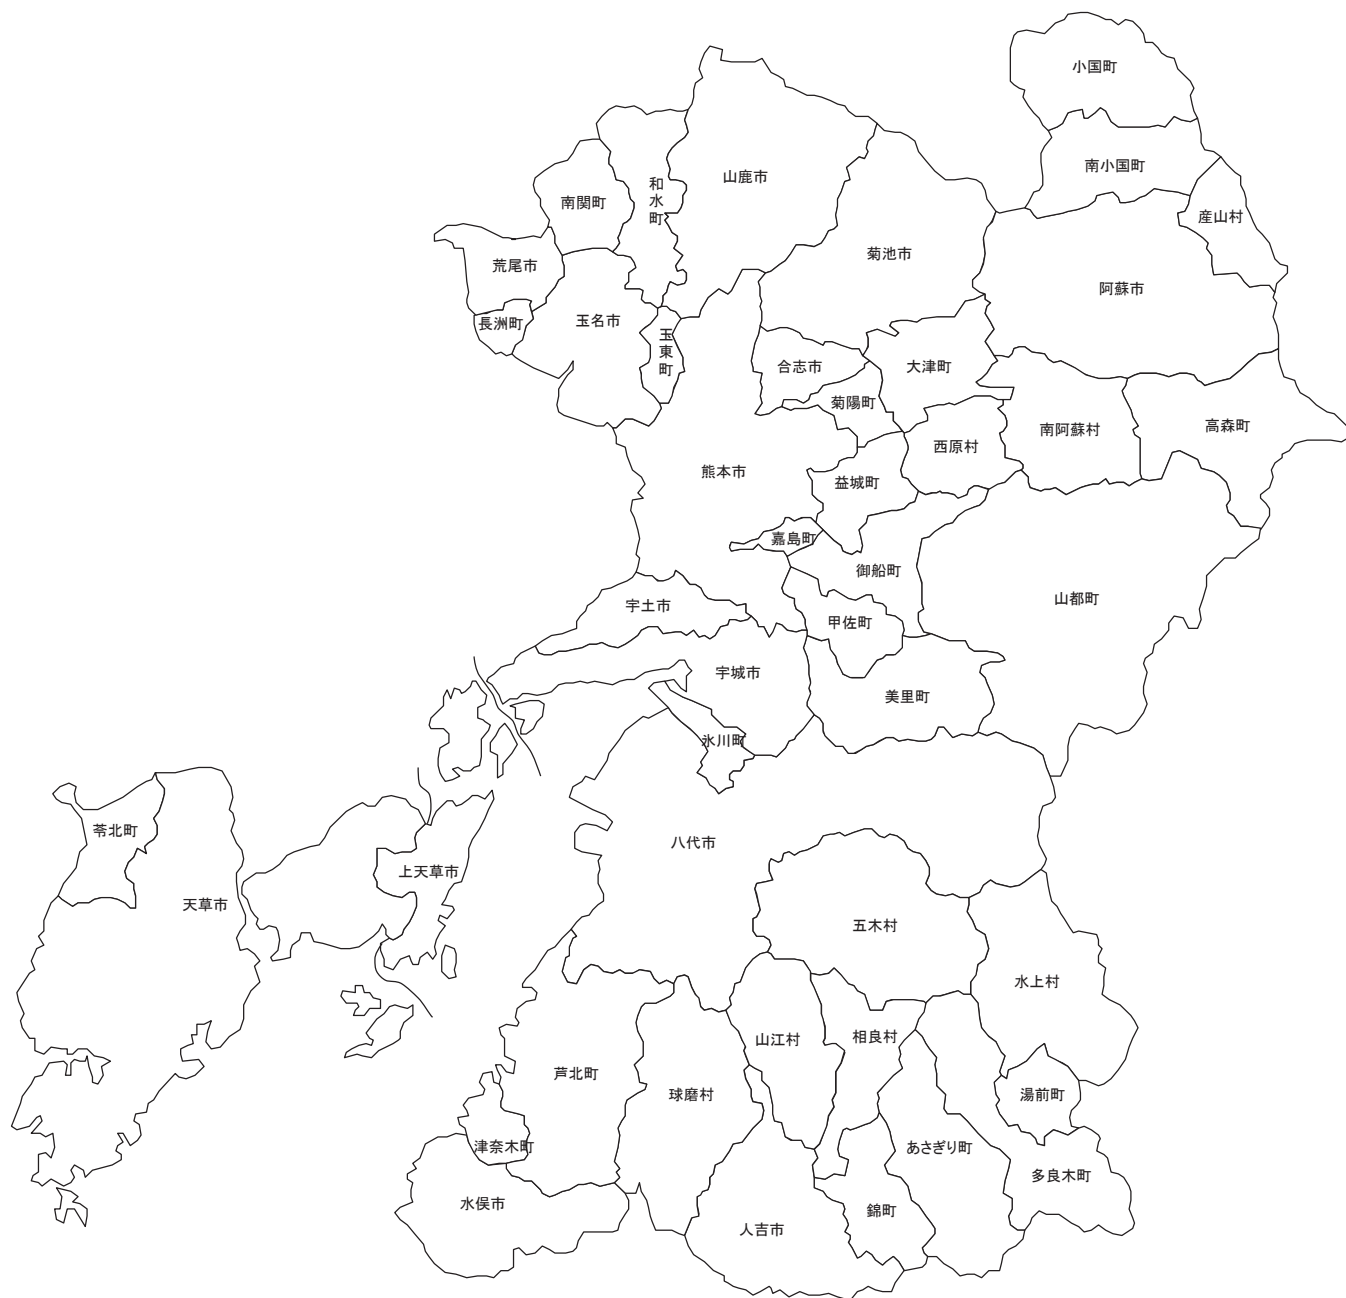 小国町
南小国町
産山村
山鹿市
和水町
南関町
菊池市
荒尾市
阿蘇市
長洲町
玉名市
玉東町
合志市
大津町
菊陽町
高森町
南阿蘇村
西原村
熊本市
益城町
嘉島町
御船町
山都町
宇土市
甲佐町
宇城市
美里町
氷川町
苓北町
八代市
上天草市
天草市
五木村
水上村
山江村
相良村
芦北町
球磨村
湯前町
津奈木町
あさぎり町
多良木町
水俣市
錦町
人吉市